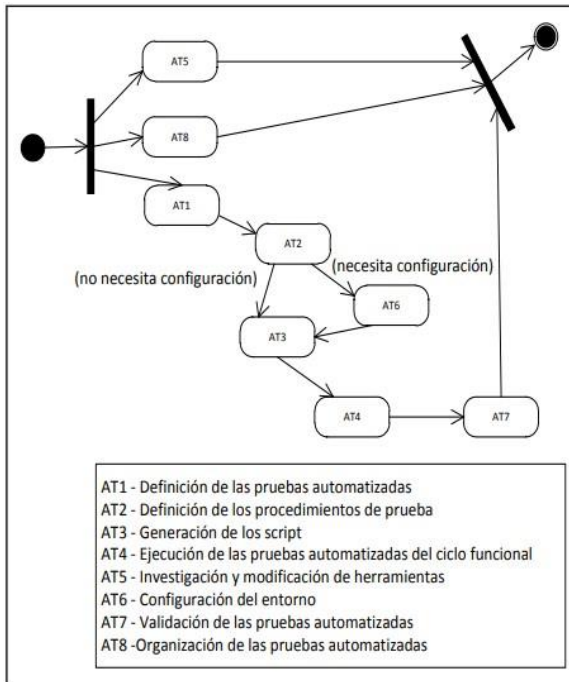 AT5
AT8
AT1
AT2
(no necesita configuración)
(necesita configuración)
AT6
AT3
AT4
AT7
AT1 - Definición de las pruebas automatizadas
AT2 - Definición de los procedimientos de prueba
AT3 - Generación de los script
AT4 - Ejecución de las pruebas automatizadas del ciclo funcional
AT5 - Investigación y modificación de herramientas
AT6 - Configuración del entorno
AT7 - Validación de las pruebas automatizadas
AT8 -Organización de las pruebas automatizadas